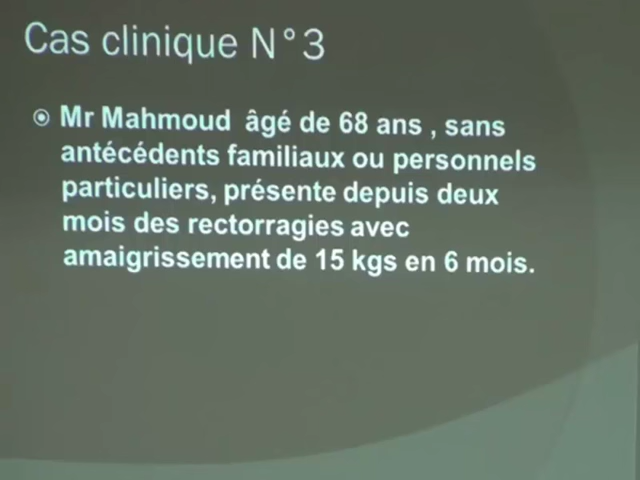 Cas clinique N°3
Mr Mahmoud âgé de 68 ans , sans
antécédents familiaux ou personnels
particuliers, présente depuis deux
mois des rectorragies avec
amaigrissement de 15 kgs en 6 mois.